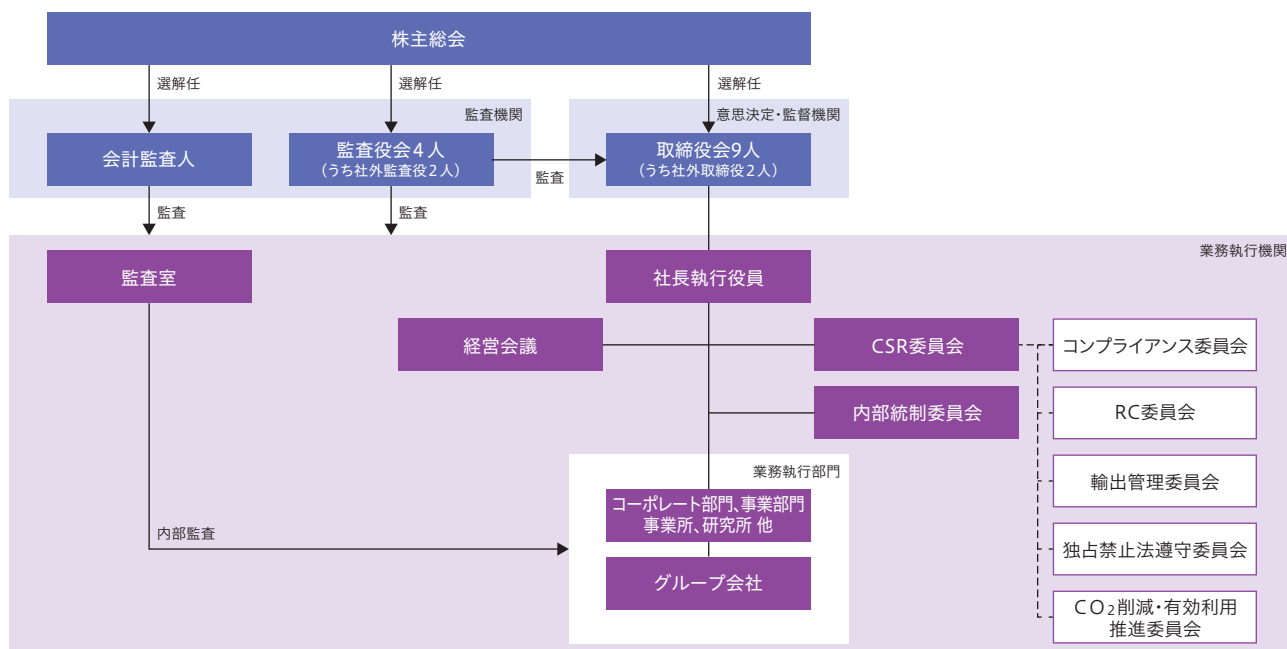 株主総会
選解任
選解任
選解任
監査機関
意思決定・監督機関
会計監査人
監査役会4人
(うち社外監査役2人)
監査
取締役会9人
(うち社外取締役2人)
監査
監査
業務執行機関
監査室
社長執行役員
経営会議
CSR委員会
コンプライアンス委員会
内部統制委員会
RC委員会
業務執行部門
輸出管理委員会
コーポレート部門、事業部門
事業所、研究所 他
内部監査
独占禁止法遵守委員会
グループ会社
CO₂削減・有効利用
推進委員会